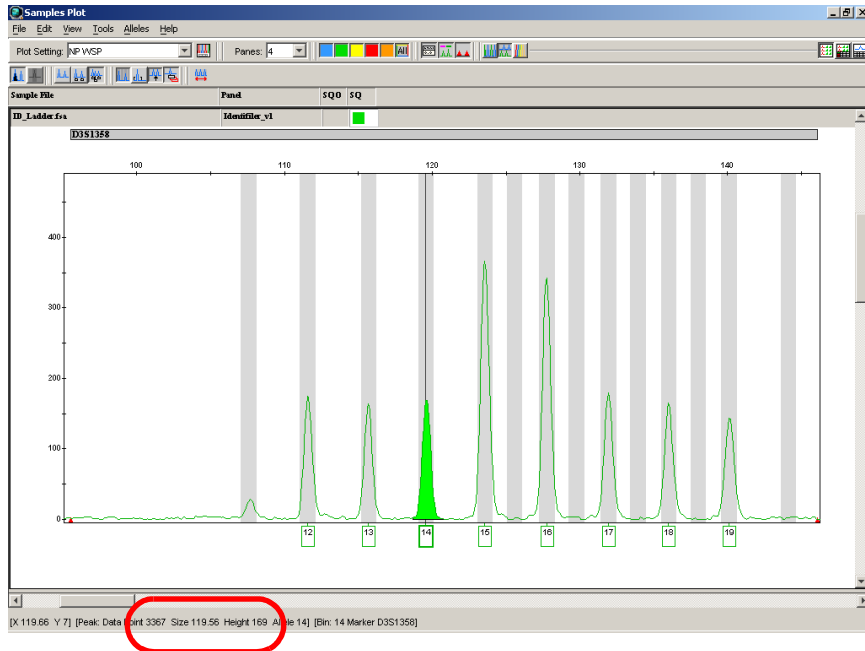 Samples Plot
File Edit View Tools Alleles Help
Plot Setting: NP WSP Panes: 4 All
Sample File Panel SQO SQ
ID_Ladder.fsa Identifiler_v1
D3S1358
100 110 120 130 140
400
300
200
100
0
12 13 14 15 16 17 18 19
[X 119.66 Y 7] [Peak: Data Point 3367 Size 119.56 Height 169 Allele 14] [Bin: 14 Marker D3S1358]